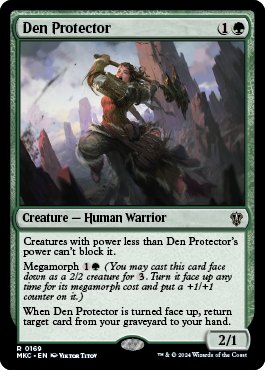 Den Protector 1
Creature — Human Warrior
Creatures with power less than Den Protector's
power can't block it.
Megamorph 1 (You may cast this card face
down as a 2/2 creature for 3. Turn it face up any
time for its megamorph cost and put a +1/+1
counter on it.)
When Den Protector is turned face up, return
target card from your graveyard to your hand.
2/1
R 0169
MKC • EN Viktor Titov
™ & © 2024 Wizards of the Coast